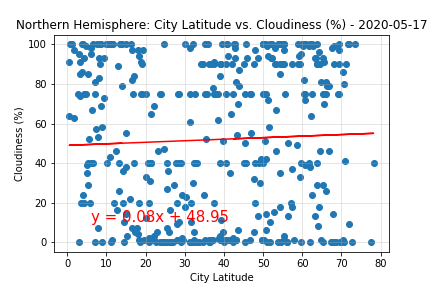 Northern Hemisphere: City Latitude vs. Cloudiness (%) - 2020-05-17
100
80
60
40
20
0
Cloudiness (%)
y = 0.08x + 48.95
0 10 20 30 40 50 60 70 80
City Latitude